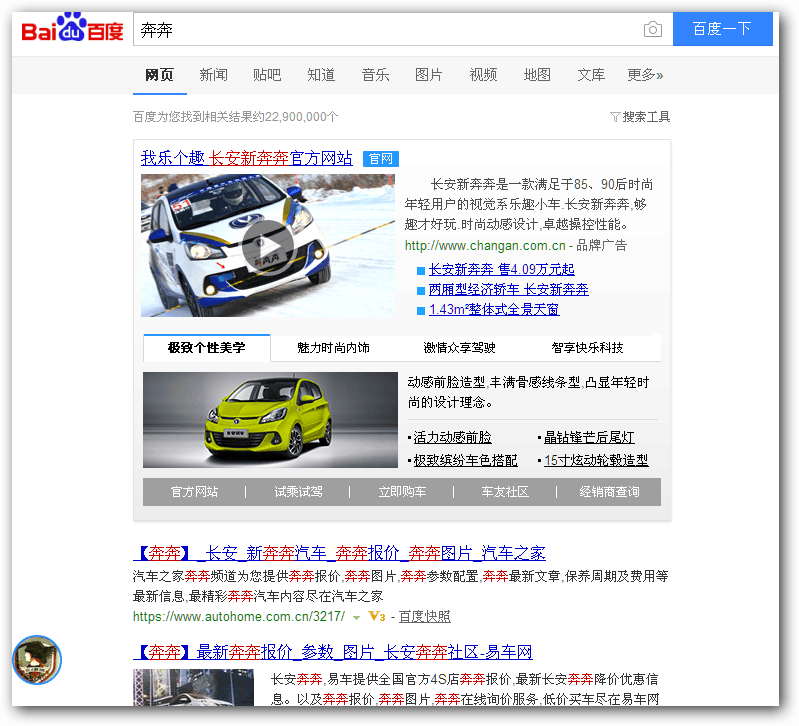 Bai du 百度
奔奔
百度一下
网页 新闻 贴吧 知道 音乐 图片 视频 地图 文库 更多»
百度为您找到相关结果约22,900,000个 搜索工具
我乐个趣 长安新奔奔官方网站 官网
长安新奔奔是一款满足于85、90后时尚
年轻用户的视觉系乐趣小车.长安新奔奔,够
趣才好玩.时尚动感设计,卓越操控性能。
http://www.changan.com.cn - 品牌广告
长安新奔奔 售4.09万元起
两厢型经济轿车 长安新奔奔
1.43m²整体式全景天窗
极致个性美学 魅力时尚内饰 激情众享驾驶 智享快乐科技
动感前脸造型,丰满骨感线条型,凸显年轻时
尚的设计理念。
·活力动感前脸 ·晶钻锋芒后尾灯
·极致缤纷车色搭配 ·15寸炫动轮毂造型
官方网站 | 试乘试驾 | 立即购车 | 车友社区 | 经销商查询
【奔奔】_长安_新奔奔汽车_奔奔报价_奔奔图片_汽车之家
汽车之家奔奔频道为您提供奔奔报价,奔奔图片,奔奔参数配置,奔奔最新文章,保养周期及费用等
最新信息,最精彩奔奔汽车内容尽在汽车之家
https://www.autohome.com.cn/3217/ V3 - 百度快照
【奔奔】最新奔奔报价_参数_图片_长安奔奔社区-易车网
长安奔奔,易车提供全国官方4S店奔奔报价,最新长安奔奔降价优惠信
息。以及奔奔报价,奔奔图片,奔奔在线询价服务,低价买车尽在易车网